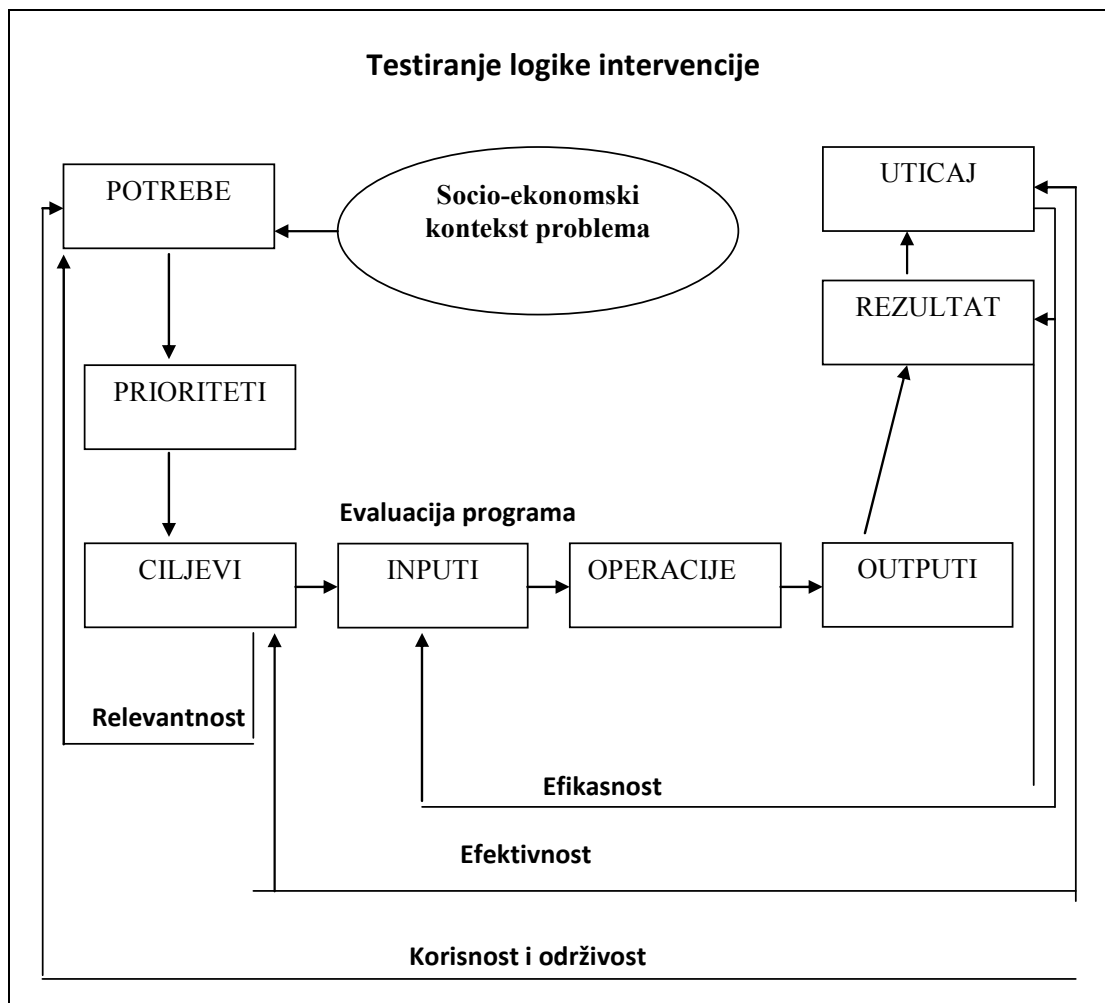 Testiranje logike intervencije
POTREBE
Socio-ekonomski
kontekst problema
UTICAJ
REZULTAT
PRIORITETI
Evaluacija programa
CILJEVI
INPUTI
OPERACIJE
OUTPUTI
Relevantnost
Efikasnost
Efektivnost
Korisnost i održivost